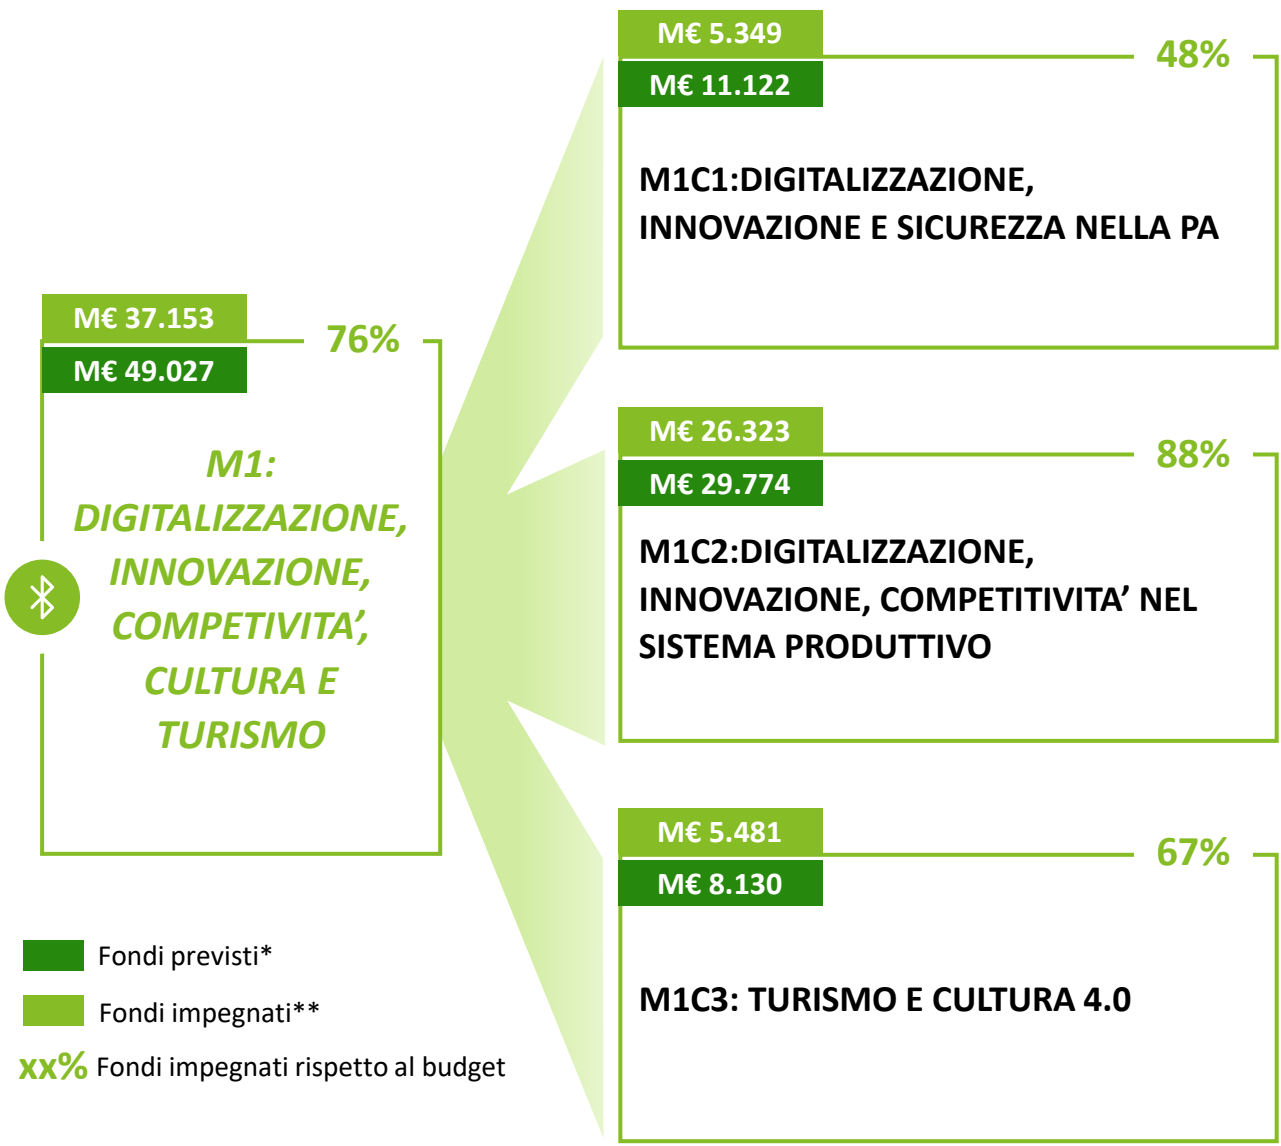 M€ 37.153
M€ 49.027
76%
M1:
DIGITALIZZAZIONE,
INNOVAZIONE,
COMPETIVITA’,
CULTURA E
TURISMO
M€ 5.349
M€ 11.122
48%
M1C1:DIGITALIZZAZIONE,
INNOVAZIONE E SICUREZZA NELLA PA
M€ 26.323
M€ 29.774
88%
M1C2:DIGITALIZZAZIONE,
INNOVAZIONE, COMPETITIVITA’ NEL
SISTEMA PRODUTTIVO
M€ 5.481
M€ 8.130
67%
M1C3: TURISMO E CULTURA 4.0
Fondi previsti*
Fondi impegnati**
xx% Fondi impegnati rispetto al budget